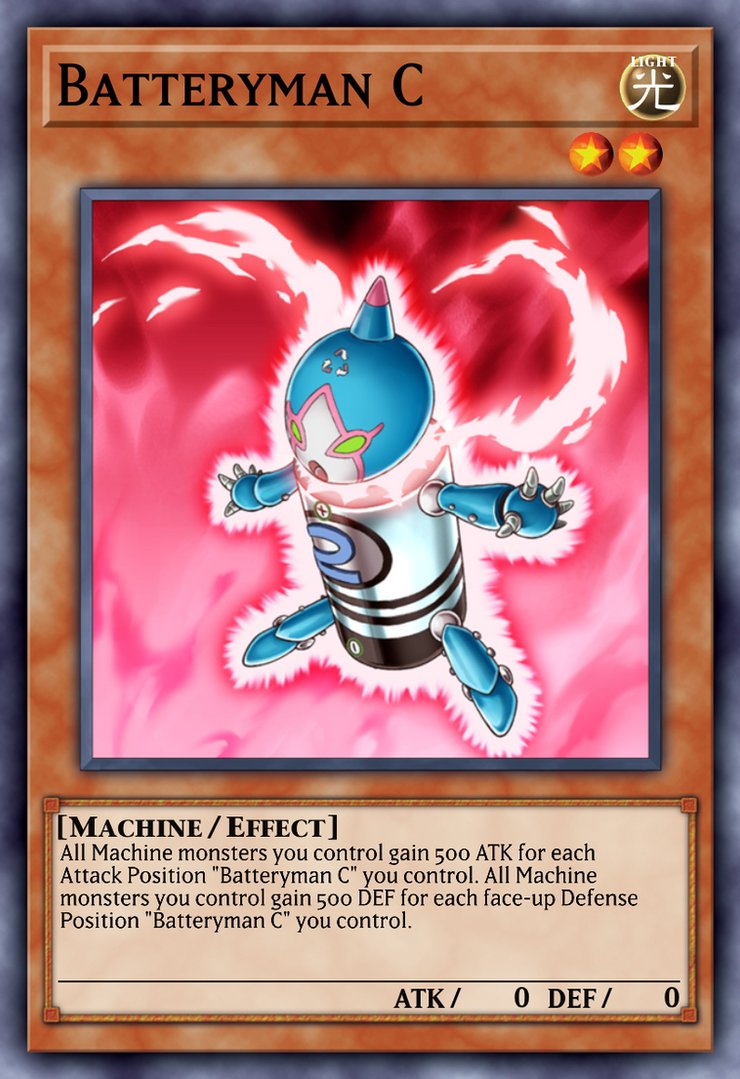 Batteryman C
LIGHT
光
[Machine / Effect]
All Machine monsters you control gain 500 ATK for each
Attack Position "Batteryman C" you control. All Machine
monsters you control gain 500 DEF for each face-up Defense
Position "Batteryman C" you control.
ATK / 0 DEF / 0